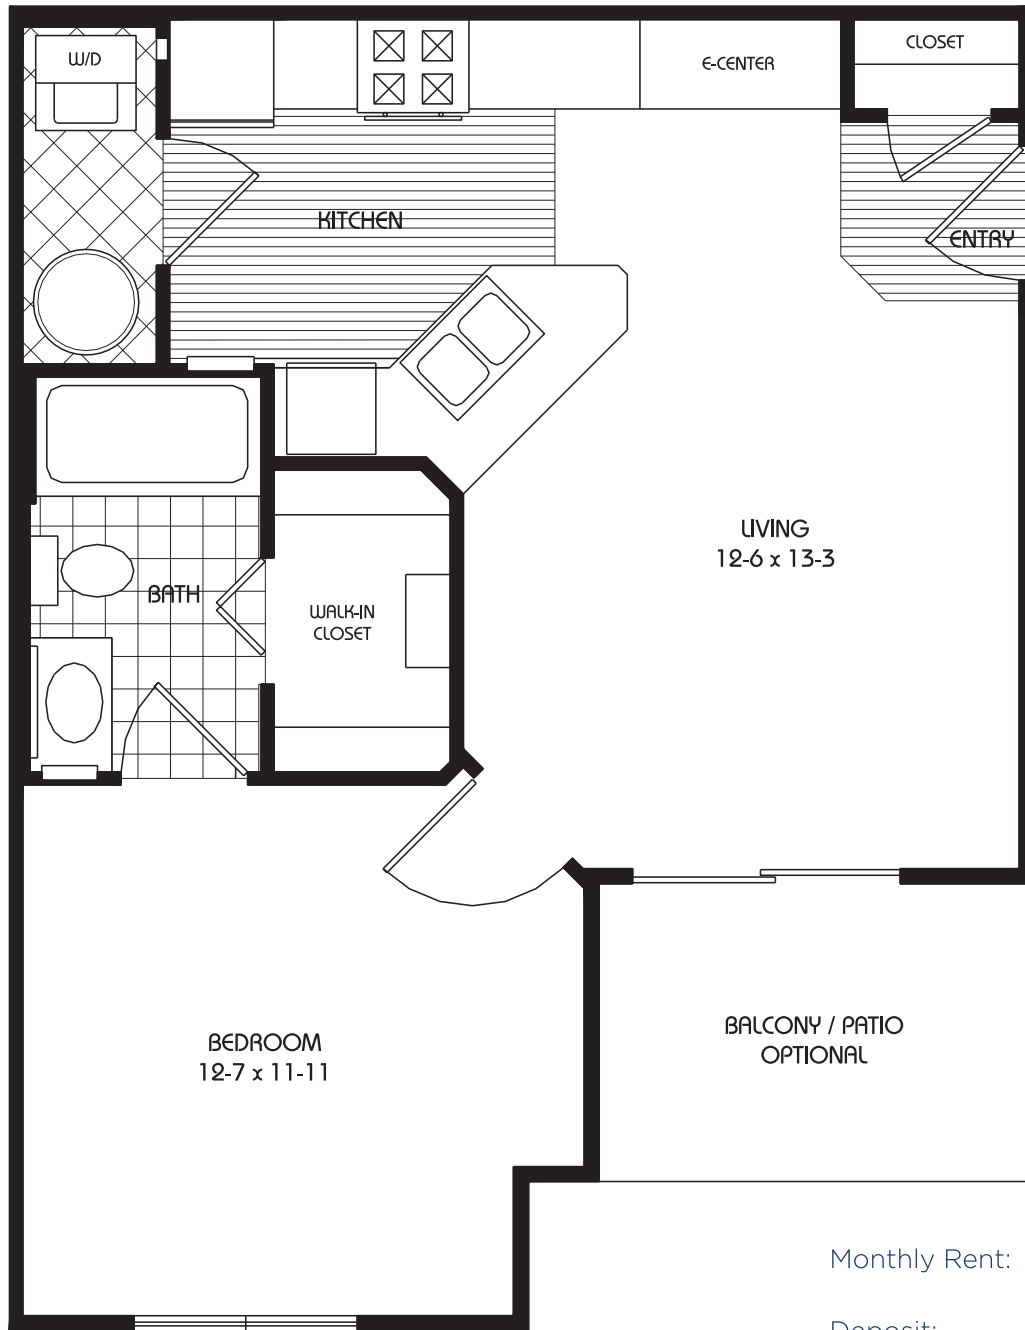 W/D
E-CENTER
CLOSET
KITCHEN
ENTRY
LIVING
12-6 x 13-3
BATH
WALK-IN
CLOSET
BEDROOM
12-7 x 11-11
BALCONY / PATIO
OPTIONAL
Monthly Rent:
Deposit: